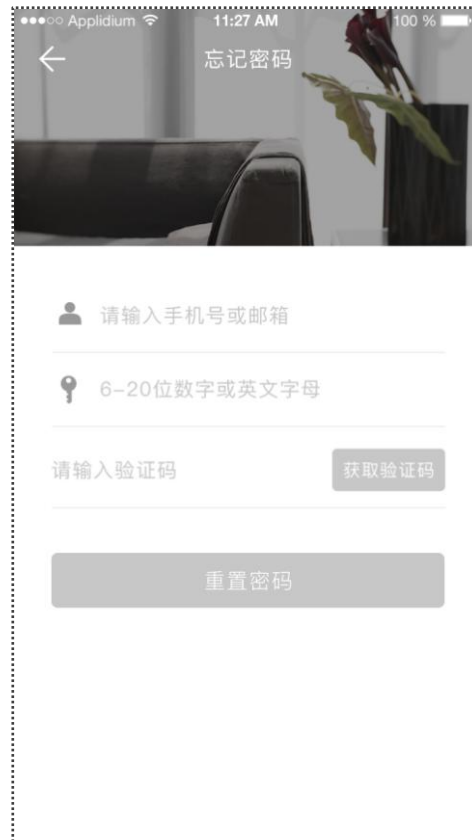 ●●●○○ Applidium 11:27 AM 100 %
忘记密码
请输入手机号或邮箱
6-20位数字或英文字母
请输入验证码 获取验证码
重置密码